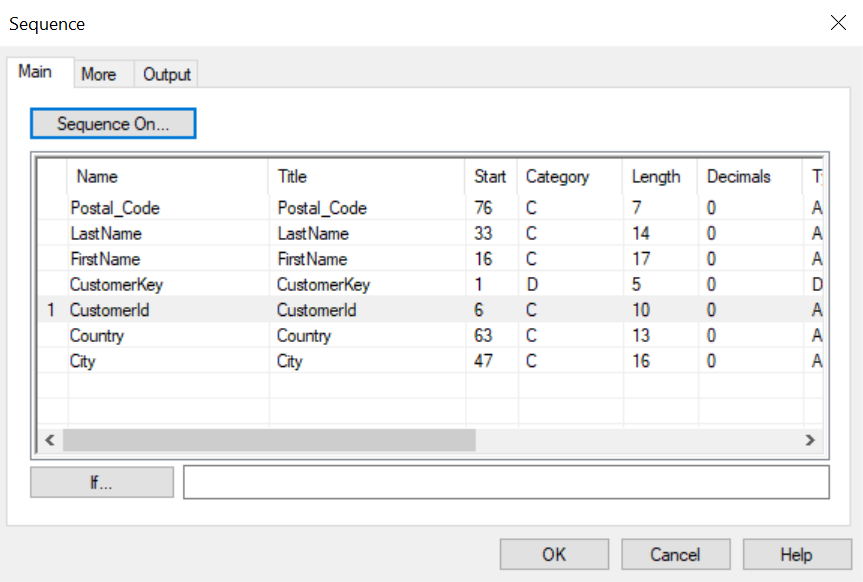 Sequence
Main More Output
Sequence On...
Name Title Start Category Length Decimals T
Postal_Code Postal_Code 76 C 7 0 A
LastName LastName 33 C 14 0 A
FirstName FirstName 16 C 17 0 A
CustomerKey CustomerKey 1 D 5 0 D
1 CustomerId CustomerId 6 C 10 0 A
Country Country 63 C 13 0 A
City City 47 C 16 0 A
If...
OK Cancel Help